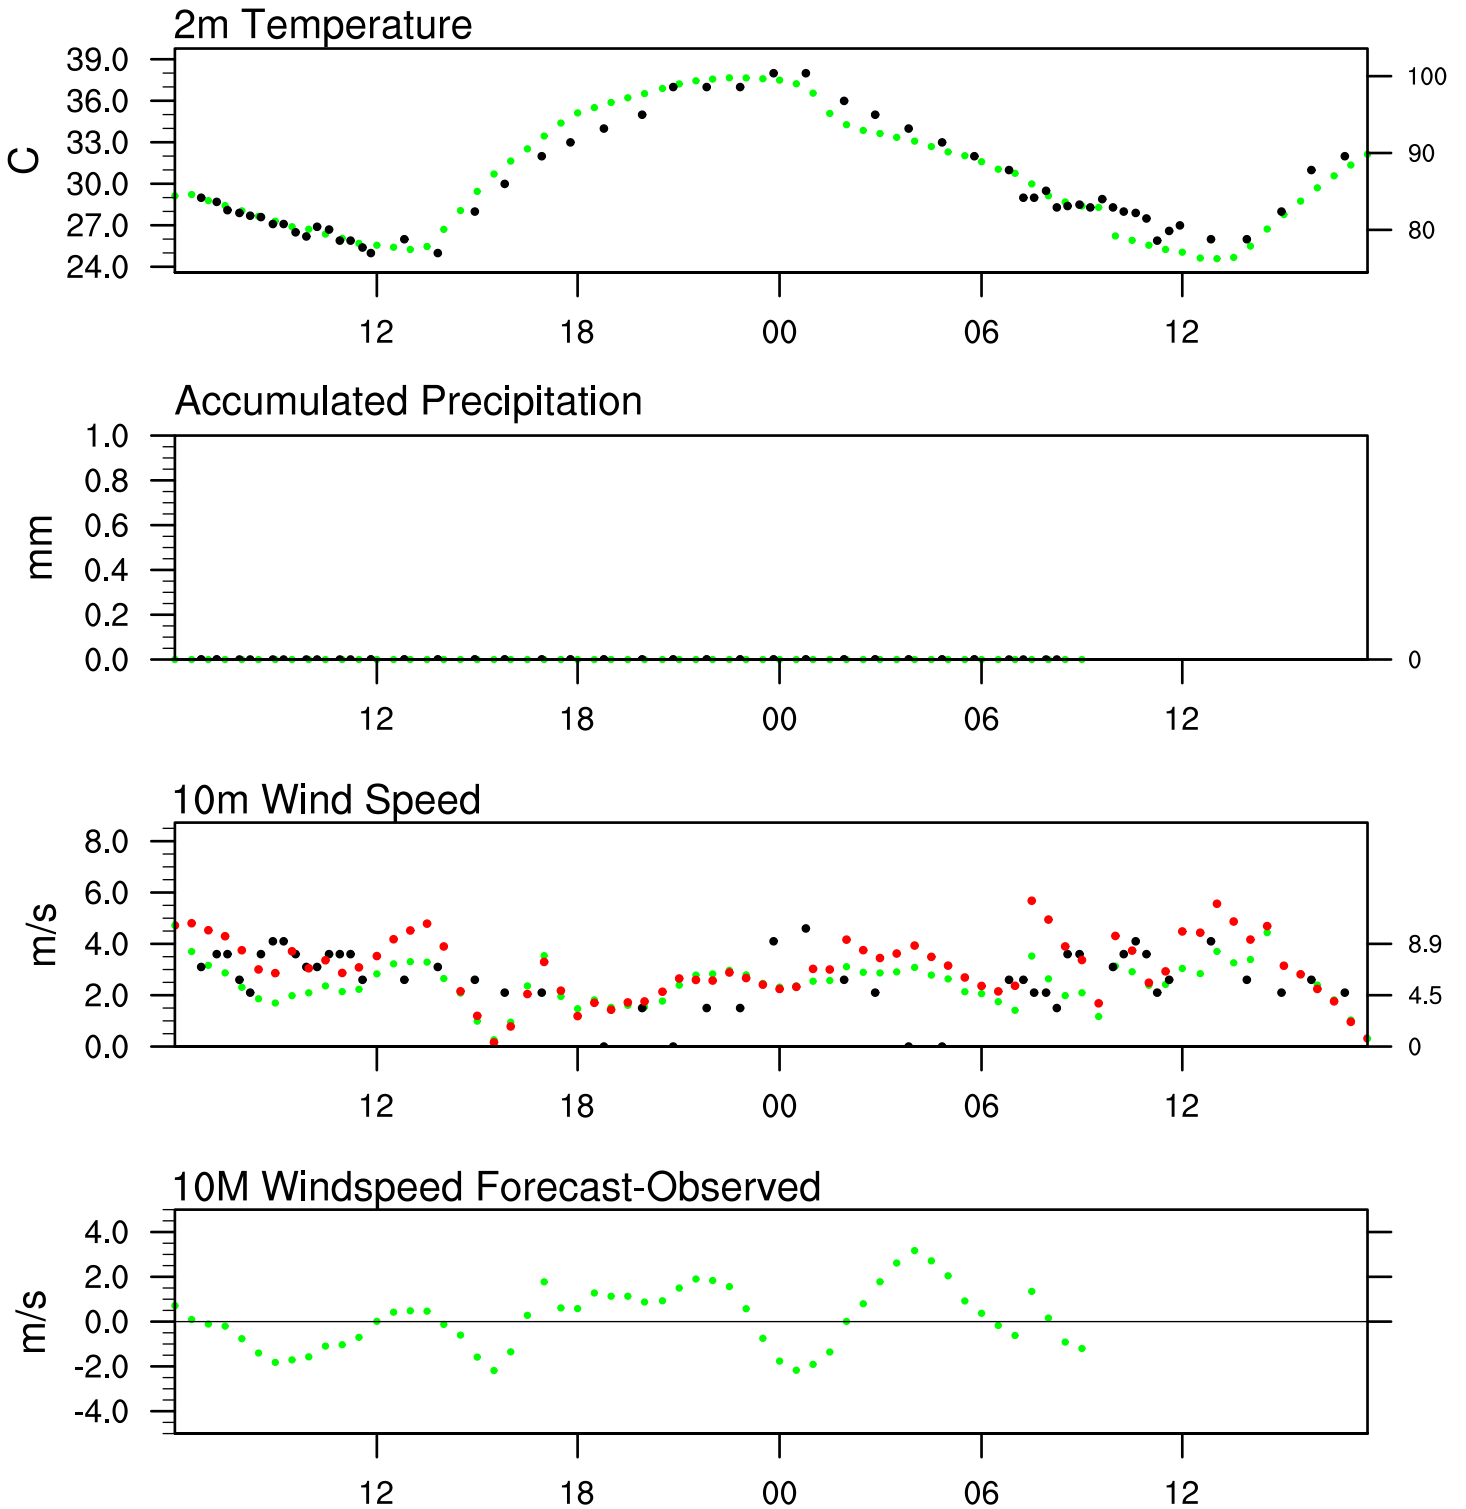 2m Temperature
39.0
36.0
33.0
30.0
27.0
24.0
C
100
90
80
12 18 00 06 12
Accumulated Precipitation
1.0
0.8
0.6
0.4
0.2
0.0
mm
0
12 18 00 06 12
10m Wind Speed
8.0
6.0
4.0
2.0
0.0
m/s
8.9
4.5
0
12 18 00 06 12
10M Windspeed Forecast-Observed
4.0
2.0
0.0
-2.0
-4.0
m/s
12 18 00 06 12